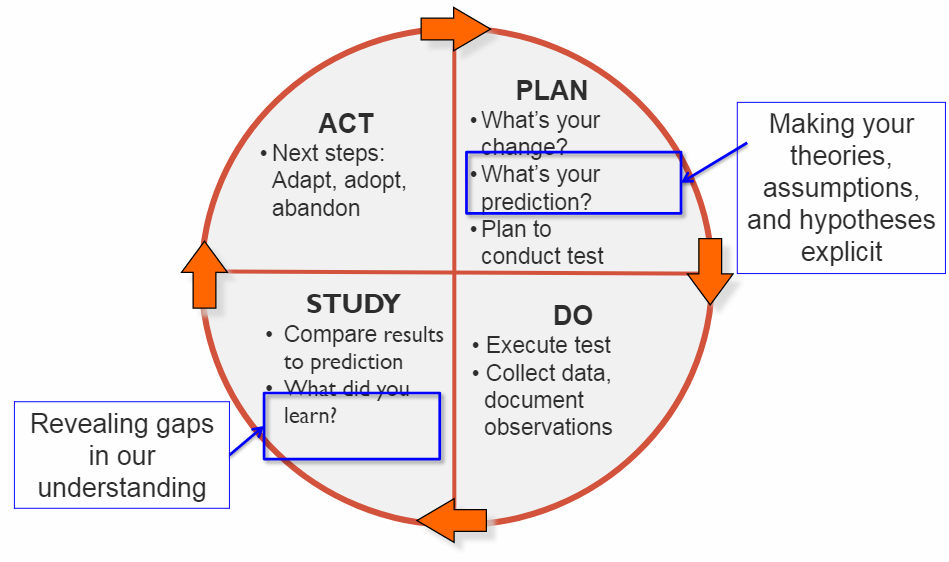 PLAN
• What’s your
change?
• What’s your
prediction?
• Plan to
conduct test
Making your
theories,
assumptions,
and hypotheses
explicit
DO
• Execute test
• Collect data,
document
observations
STUDY
• Compare results
to prediction
• What did you
learn?
Revealing gaps
in our
understanding
ACT
• Next steps:
Adapt, adopt,
abandon